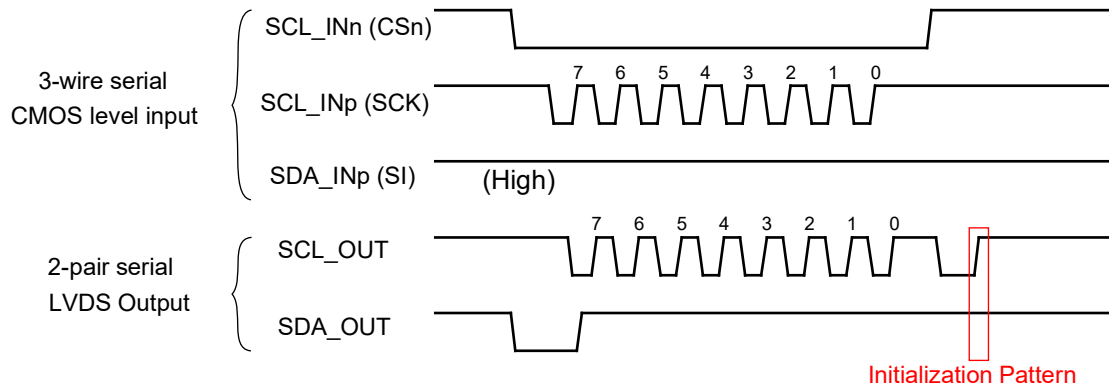 SCL_INn (CSn)
7 6 5 4 3 2 1 0
3-wire serial
CMOS level input
SCL_INp (SCK)
SDA_INp (SI)
(High)
7 6 5 4 3 2 1 0
SCL_OUT
2-pair serial
LVDS Output
SDA_OUT
Initialization Pattern